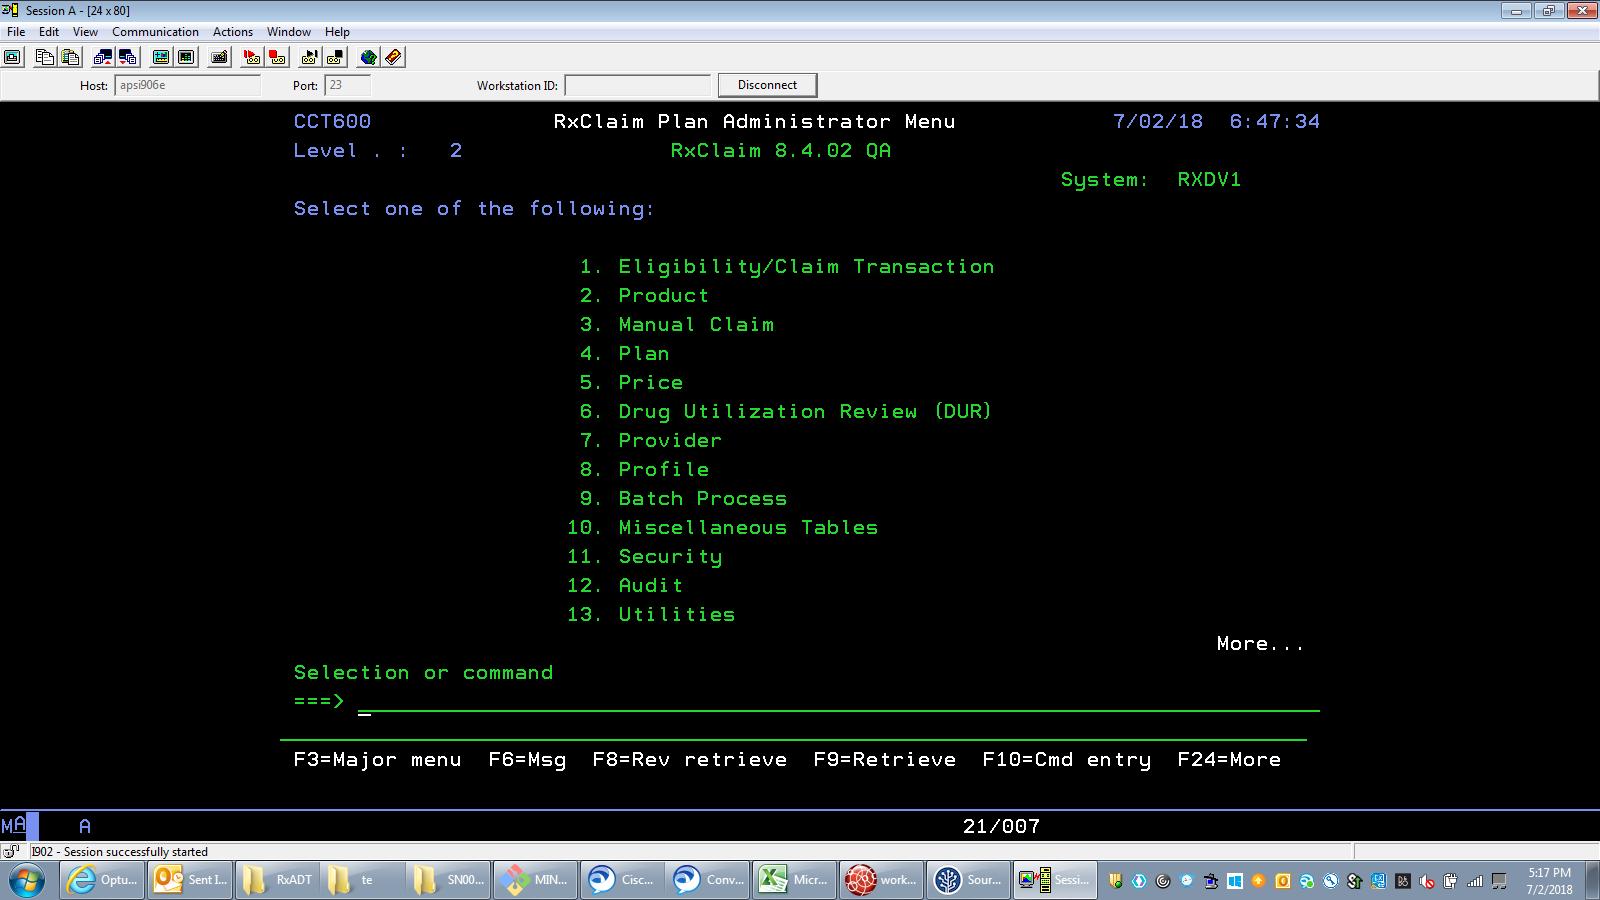 Session A - [24 x 80]
File Edit View Communication Actions Window Help
Host: apsi906e Port: 23 Workstation ID: Disconnect
CCT600 RxClaim Plan Administrator Menu 7/02/18 6:47:34
Level . : 2 RxClaim 8.4.02 QA
System: RXDV1
Select one of the following:
1. Eligibility/Claim Transaction
2. Product
3. Manual Claim
4. Plan
5. Price
6. Drug Utilization Review (DUR)
7. Provider
8. Profile
9. Batch Process
10. Miscellaneous Tables
11. Security
12. Audit
13. Utilities
More...
Selection or command
===>
F3=Major menu F6=Msg F8=Rev retrieve F9=Retrieve F10=Cmd entry F24=More
MA A 21/007
I902 - Session successfully started
Optu... Sent I... RxADT te SN00... MIN... Cisc... Conv... Micr... work... Sour... Sessi... 5:17 PM
7/2/2018